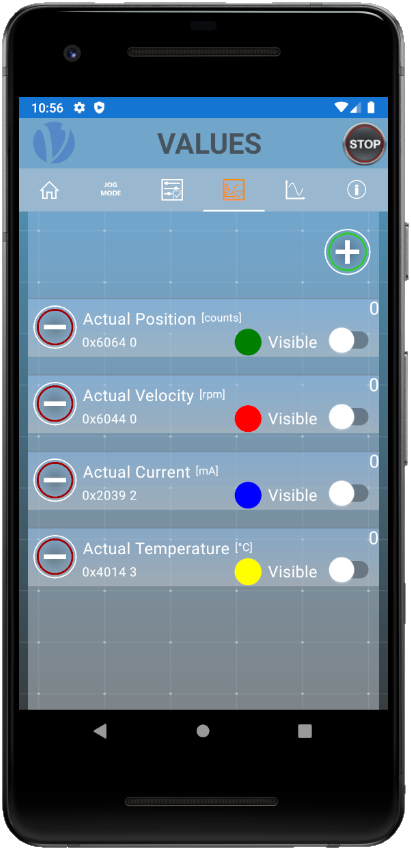 10:56
VALUES
STOP
JOG
MODE
0
Actual Position [counts]
0x6064 0
Visible
0
Actual Velocity [rpm]
0x6044 0
Visible
0
Actual Current [mA]
0x2039 2
Visible
0
Actual Temperature [°C]
0x4014 3
Visible